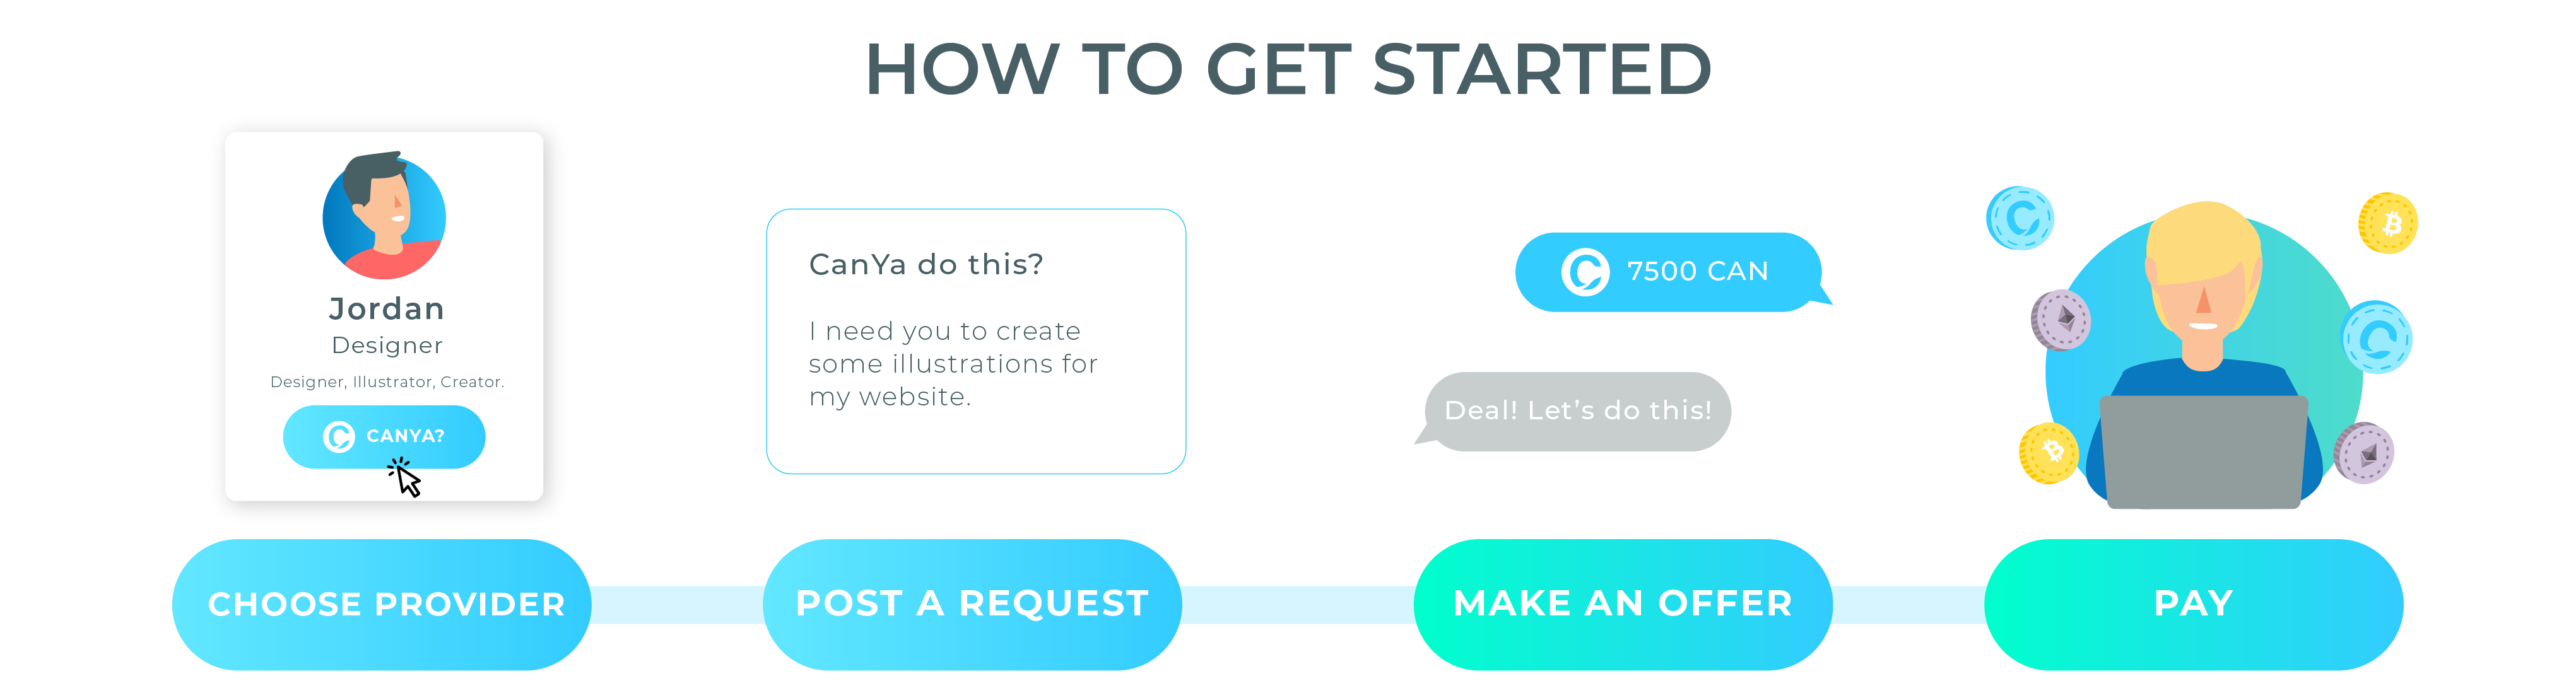 HOW TO GET STARTED
Jordan
Designer
Designer, Illustrator, Creator.
CANYA?
CanYa do this?
I need you to create
some illustrations for
my website.
7500 CAN
Deal! Let’s do this!
CHOOSE PROVIDER
POST A REQUEST
MAKE AN OFFER
PAY